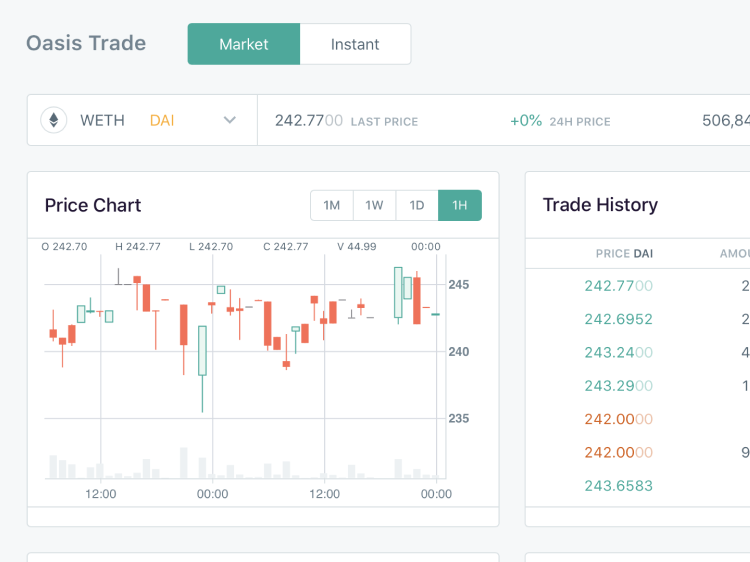 Oasis Trade
Market
Instant
WETH DAI
242.7700 LAST PRICE
+0% 24H PRICE
506,84
Price Chart
1M 1W 1D 1H
O 242.70 H 242.77 L 242.70 C 242.77 V 44.99 00:00
245
240
235
12:00 00:00 12:00 00:00
Trade History
PRICE DAI AMOU
242.7700 2
242.6952 2
243.2400 4
243.2900 1
242.0000
242.0000 9
243.6583